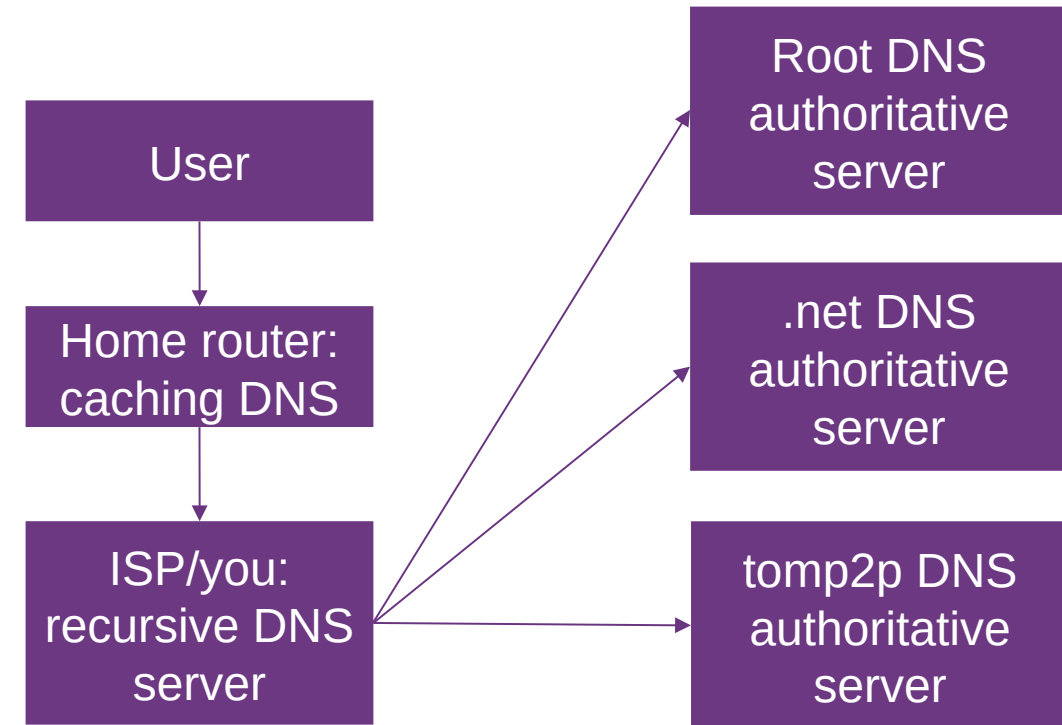 User
Home router:
caching DNS
ISP/you:
recursive DNS
server
Root DNS
authoritative
server
.net DNS
authoritative
server
tomp2p DNS
authoritative
server